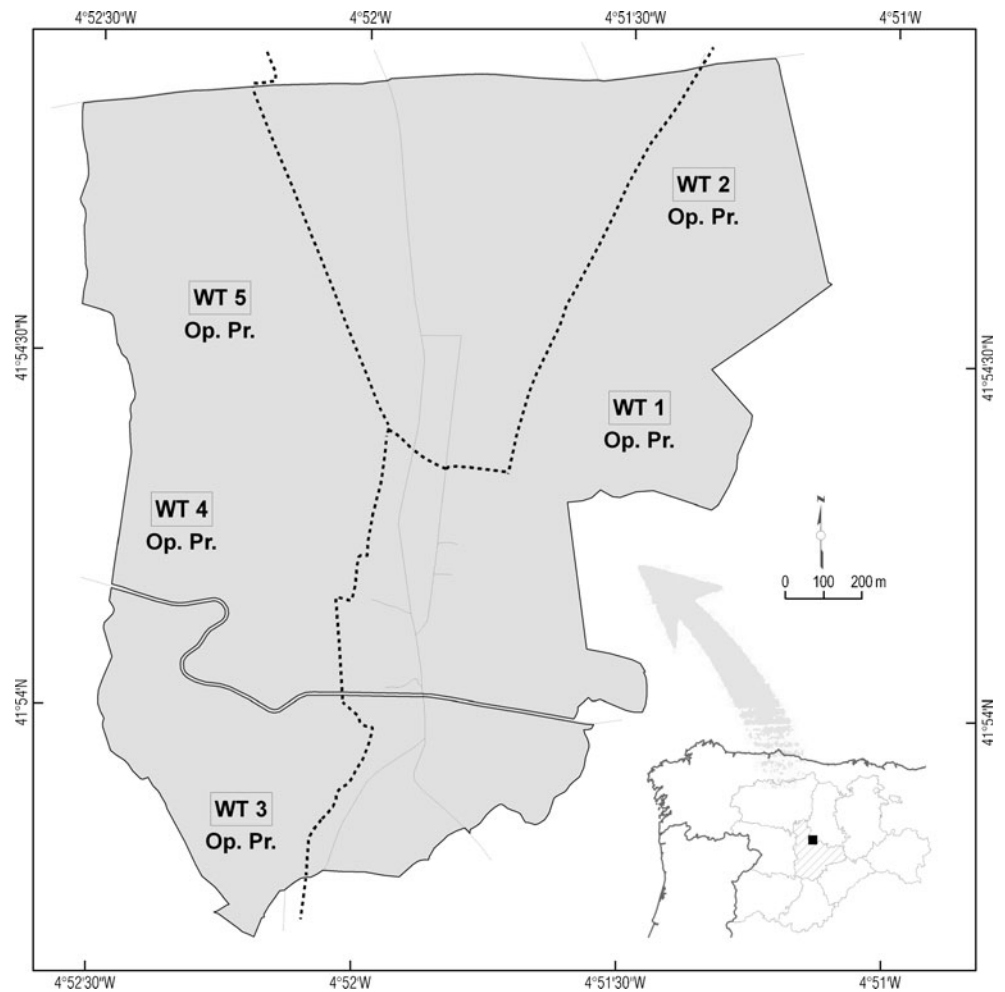 4°52'30"W
4°52'W
4°51'30"W
4°51'W
WT 2
Op. Pr.
WT 5
Op. Pr.
41°54'30"N
41°54'30"N
WT 1
Op. Pr.
WT 4
Op. Pr.
N
0 100 200 m
41°54'N
41°54'N
WT 3
Op. Pr.
4°52'30"W
4°52'W
4°51'30"W
4°51'W